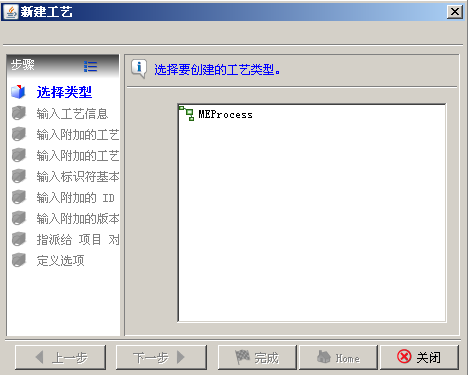 新建工艺
步骤
选择类型
输入工艺信息
输入附加的工艺
输入附加的工艺
输入标识符基本
输入附加的 ID
输入附加的版本
指派给 项目 对
定义选项
选择要创建的工艺类型。
MEProcess
上一步
下一步
完成
Home
关闭